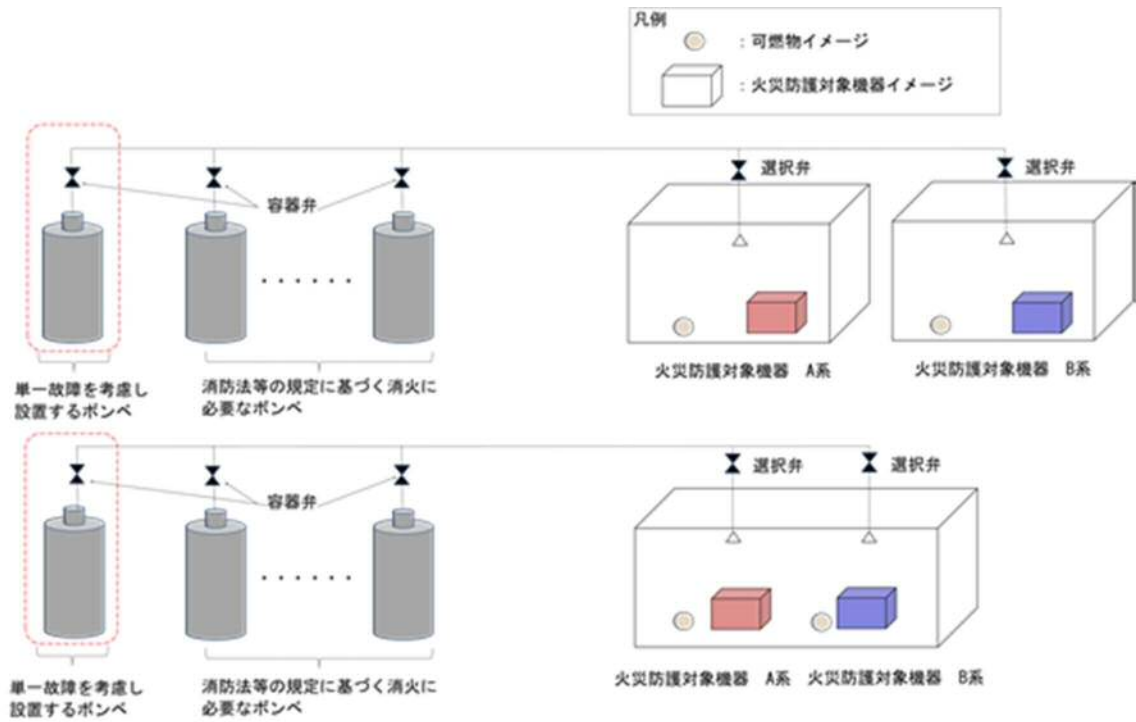 凡例
：可燃物イメージ
：火災防護対象機器イメージ
選択弁
選択弁
容器弁
・・・・・・
火災防護対象機器　A系
火災防護対象機器　B系
単一故障を考慮し
設置するボンベ
消防法等の規定に基づく消火に
必要なボンベ
選択弁
選択弁
容器弁
・・・・・・
火災防護対象機器　A系
火災防護対象機器　B系
単一故障を考慮し
設置するボンベ
消防法等の規定に基づく消火に
必要なボンベ